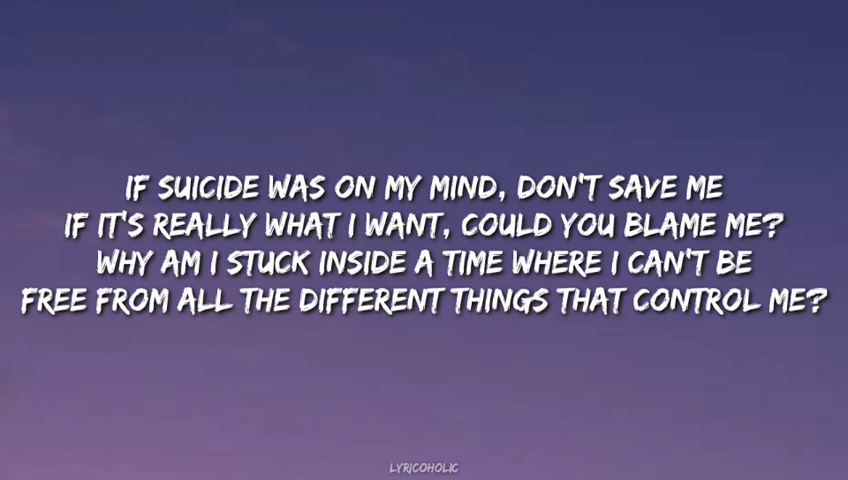 IF SUICIDE WAS ON MY MIND, DON'T SAVE ME
IF IT'S REALLY WHAT I WANT, COULD YOU BLAME ME?
WHY AM I STUCK INSIDE A TIME WHERE I CAN'T BE
FREE FROM ALL THE DIFFERENT THINGS THAT CONTROL ME?
LYRICOHOLIC